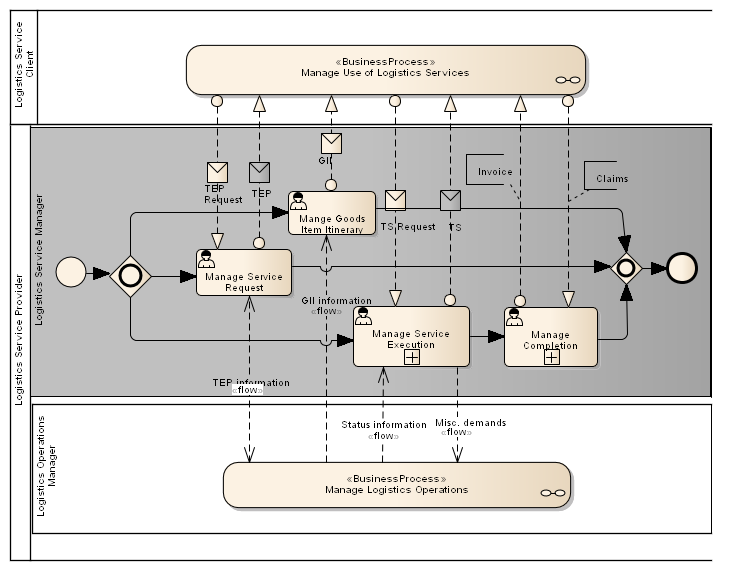 Logistics Service
Client
«BusinessProcess»
Manage Use of Logistics Services
Logistics Service Provider
Logistics Service Manager
TEP
Request
TEP
GII
Invoice
Claims
Mange Goods
Item Itinerary
TS Request
TS
Manage Service
Request
GII information
«flow»
Manage Service
Execution
Manage
Completion
TEP information
«flow»
Logistics Operations
Manager
Status information
«flow»
Misc. demands
«flow»
«BusinessProcess»
Manage Logistics Operations